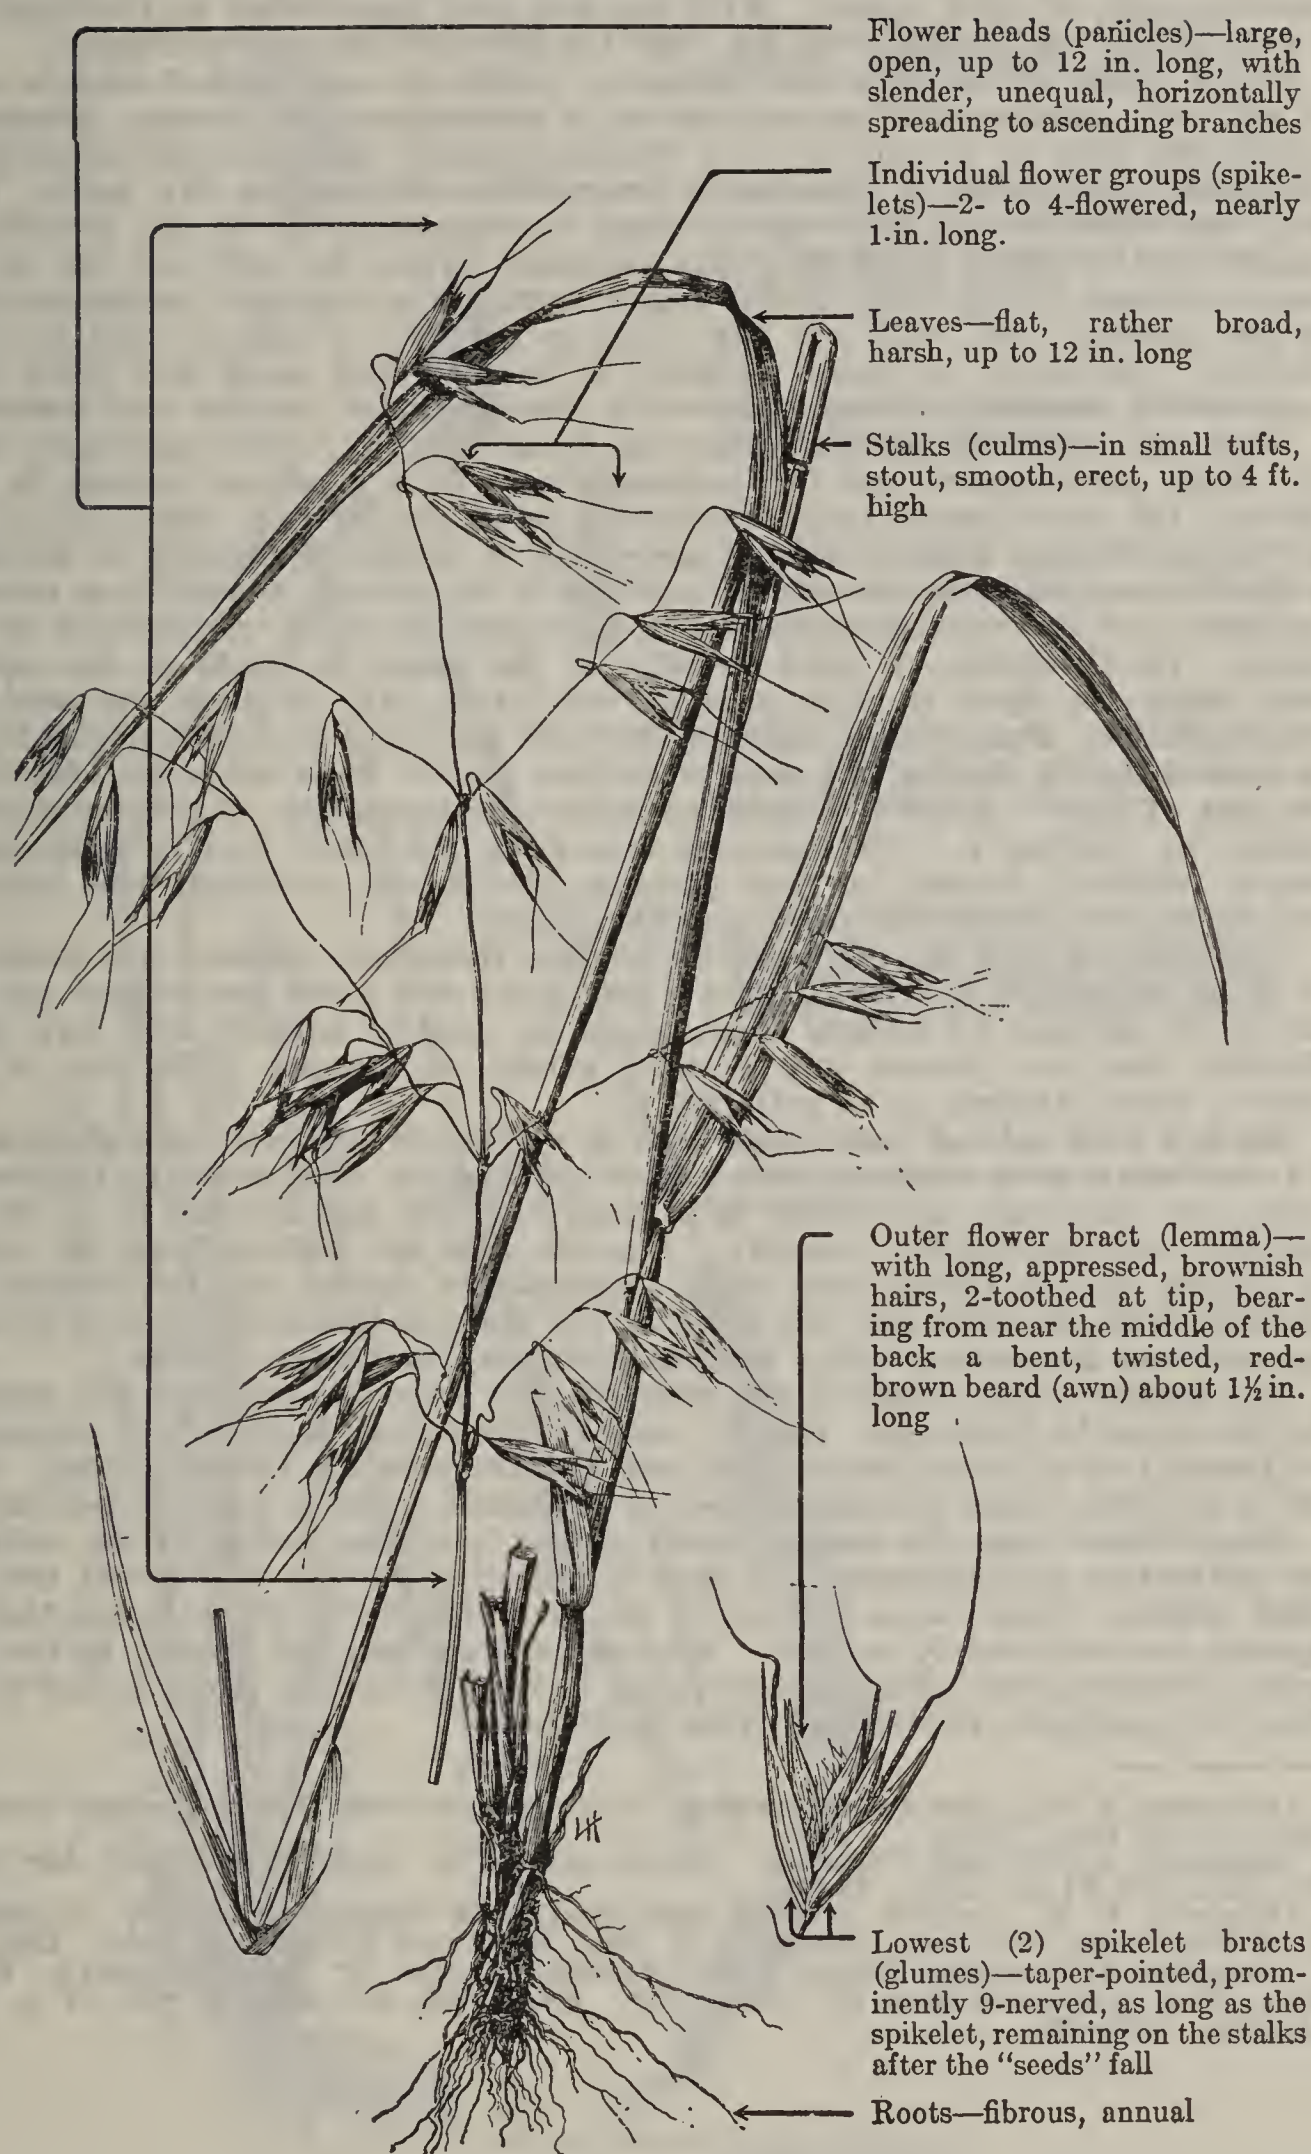 Flower heads (panicles)—large,
open, up to 12 in. long, with
slender, unequal, horizontally
spreading to ascending branches
Individual flower groups (spike-
lets)—2- to 4-flowered, nearly
1-in. long.
Leaves—flat, rather broad,
harsh, up to 12 in. long
Stalks (culms)—in small tufts,
stout, smooth, erect, up to 4 ft.
high
Outer flower bract (lemma)—
with long, appressed, brownish
hairs, 2-toothed at tip, bear-
ing from near the middle of the
back a bent, twisted, red-
brown beard (awn) about 1½ in.
long
Lowest (2) spikelet bracts
(glumes)—taper-pointed, prom-
inently 9-nerved, as long as the
spikelet, remaining on the stalks
after the "seeds" fall
Roots—fibrous, annual